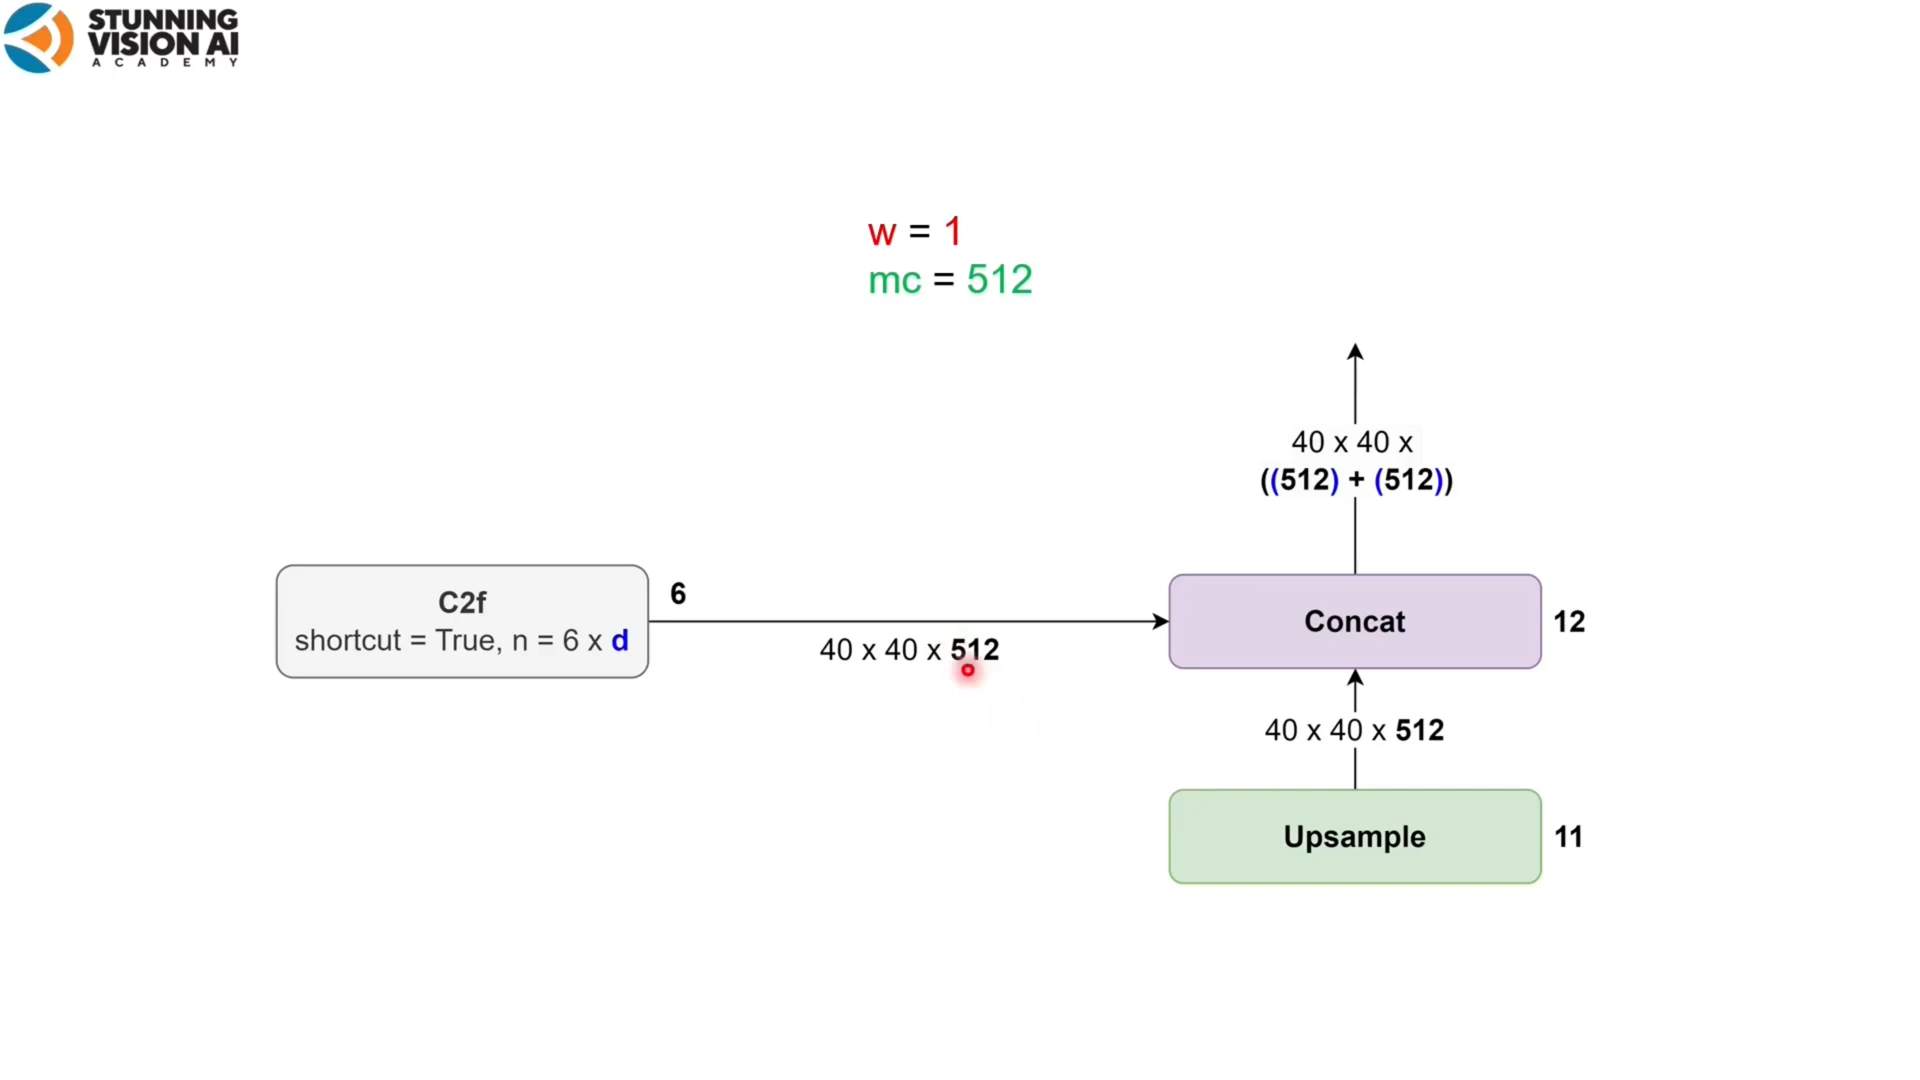 STUNNING
VISION AI
ACADEMY
w = 1
mc = 512
40 x 40 x
((512) + (512))
C2f
shortcut = True, n = 6 x d
6
40 x 40 x 512
Concat
12
40 x 40 x 512
Upsample
11